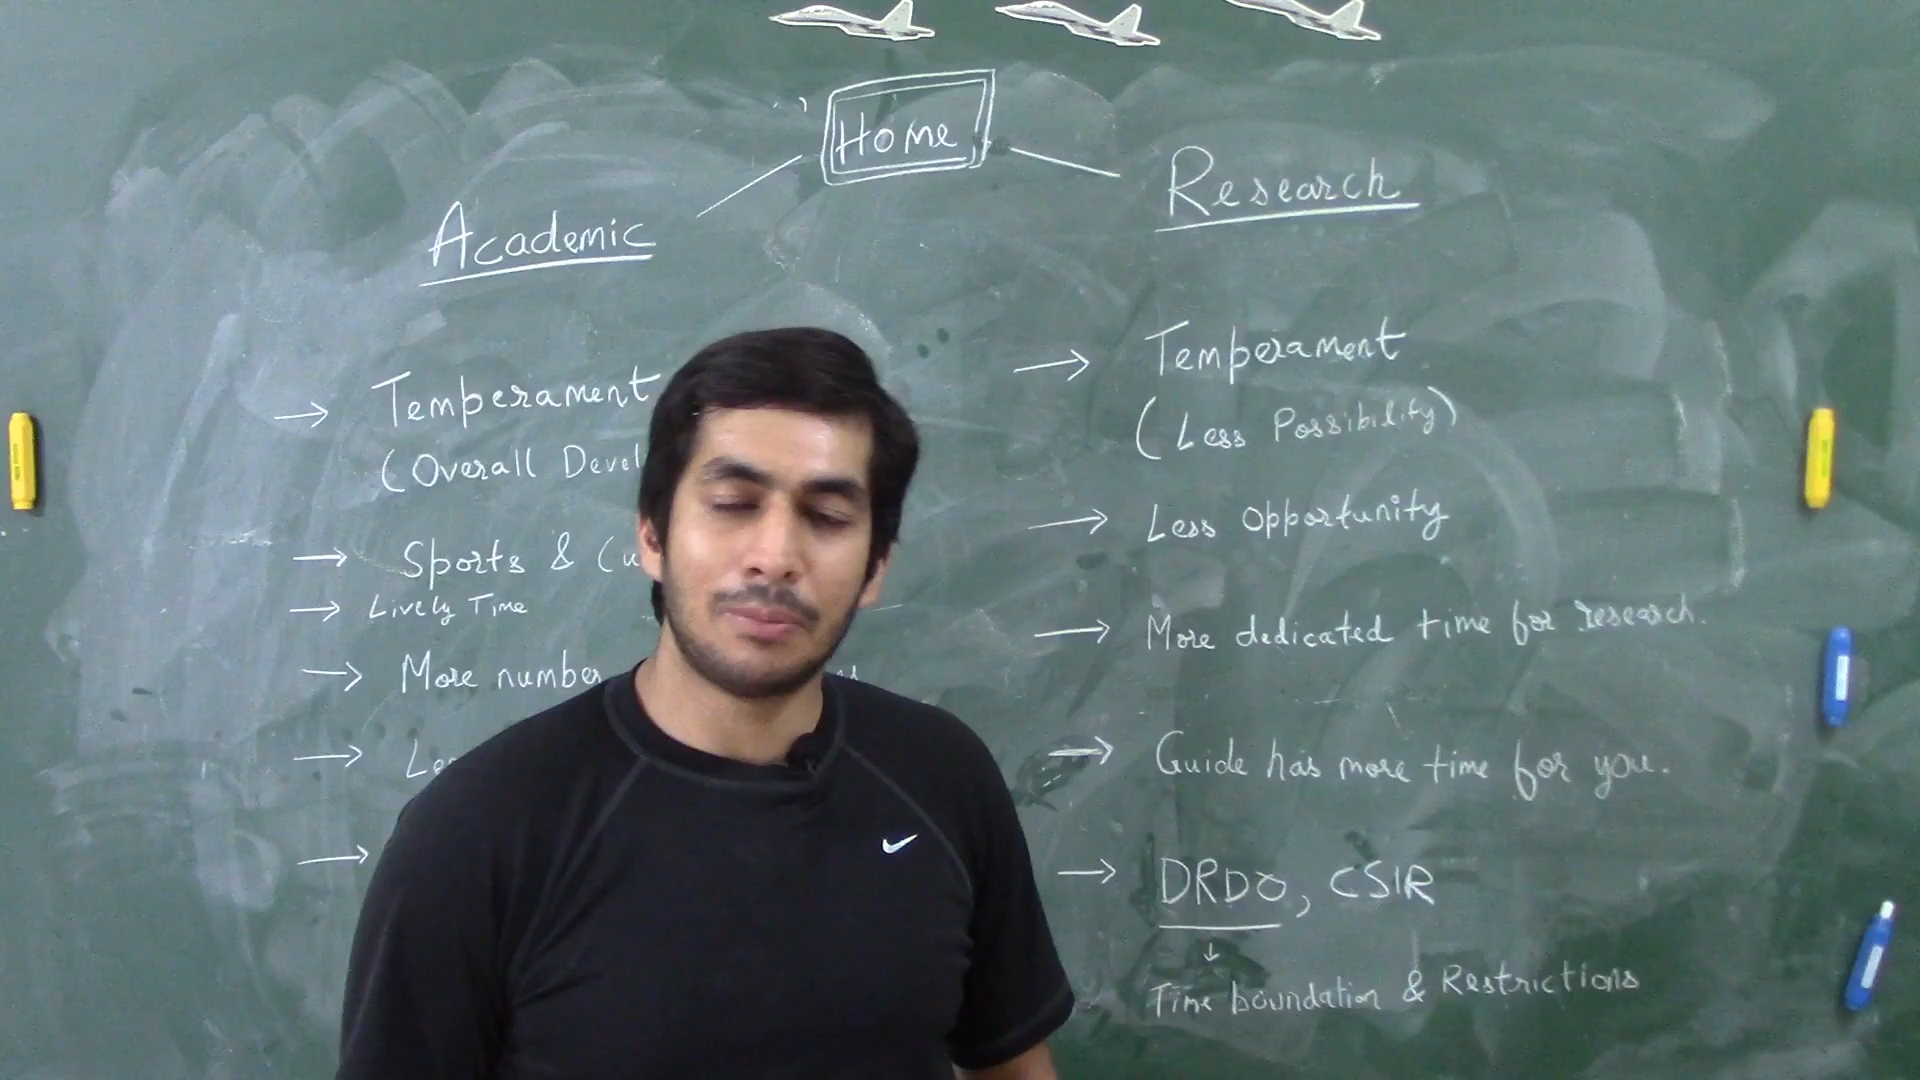 Home
Academic
Temperament
(Overall Devel
Sports & Cu
Lively Time
More number
Research
Temperament
(Less Possibility)
Less Opportunity
More dedicated time for research.
Guide has more time for you.
DRDO, CSIR
Time boundation & Restrictions